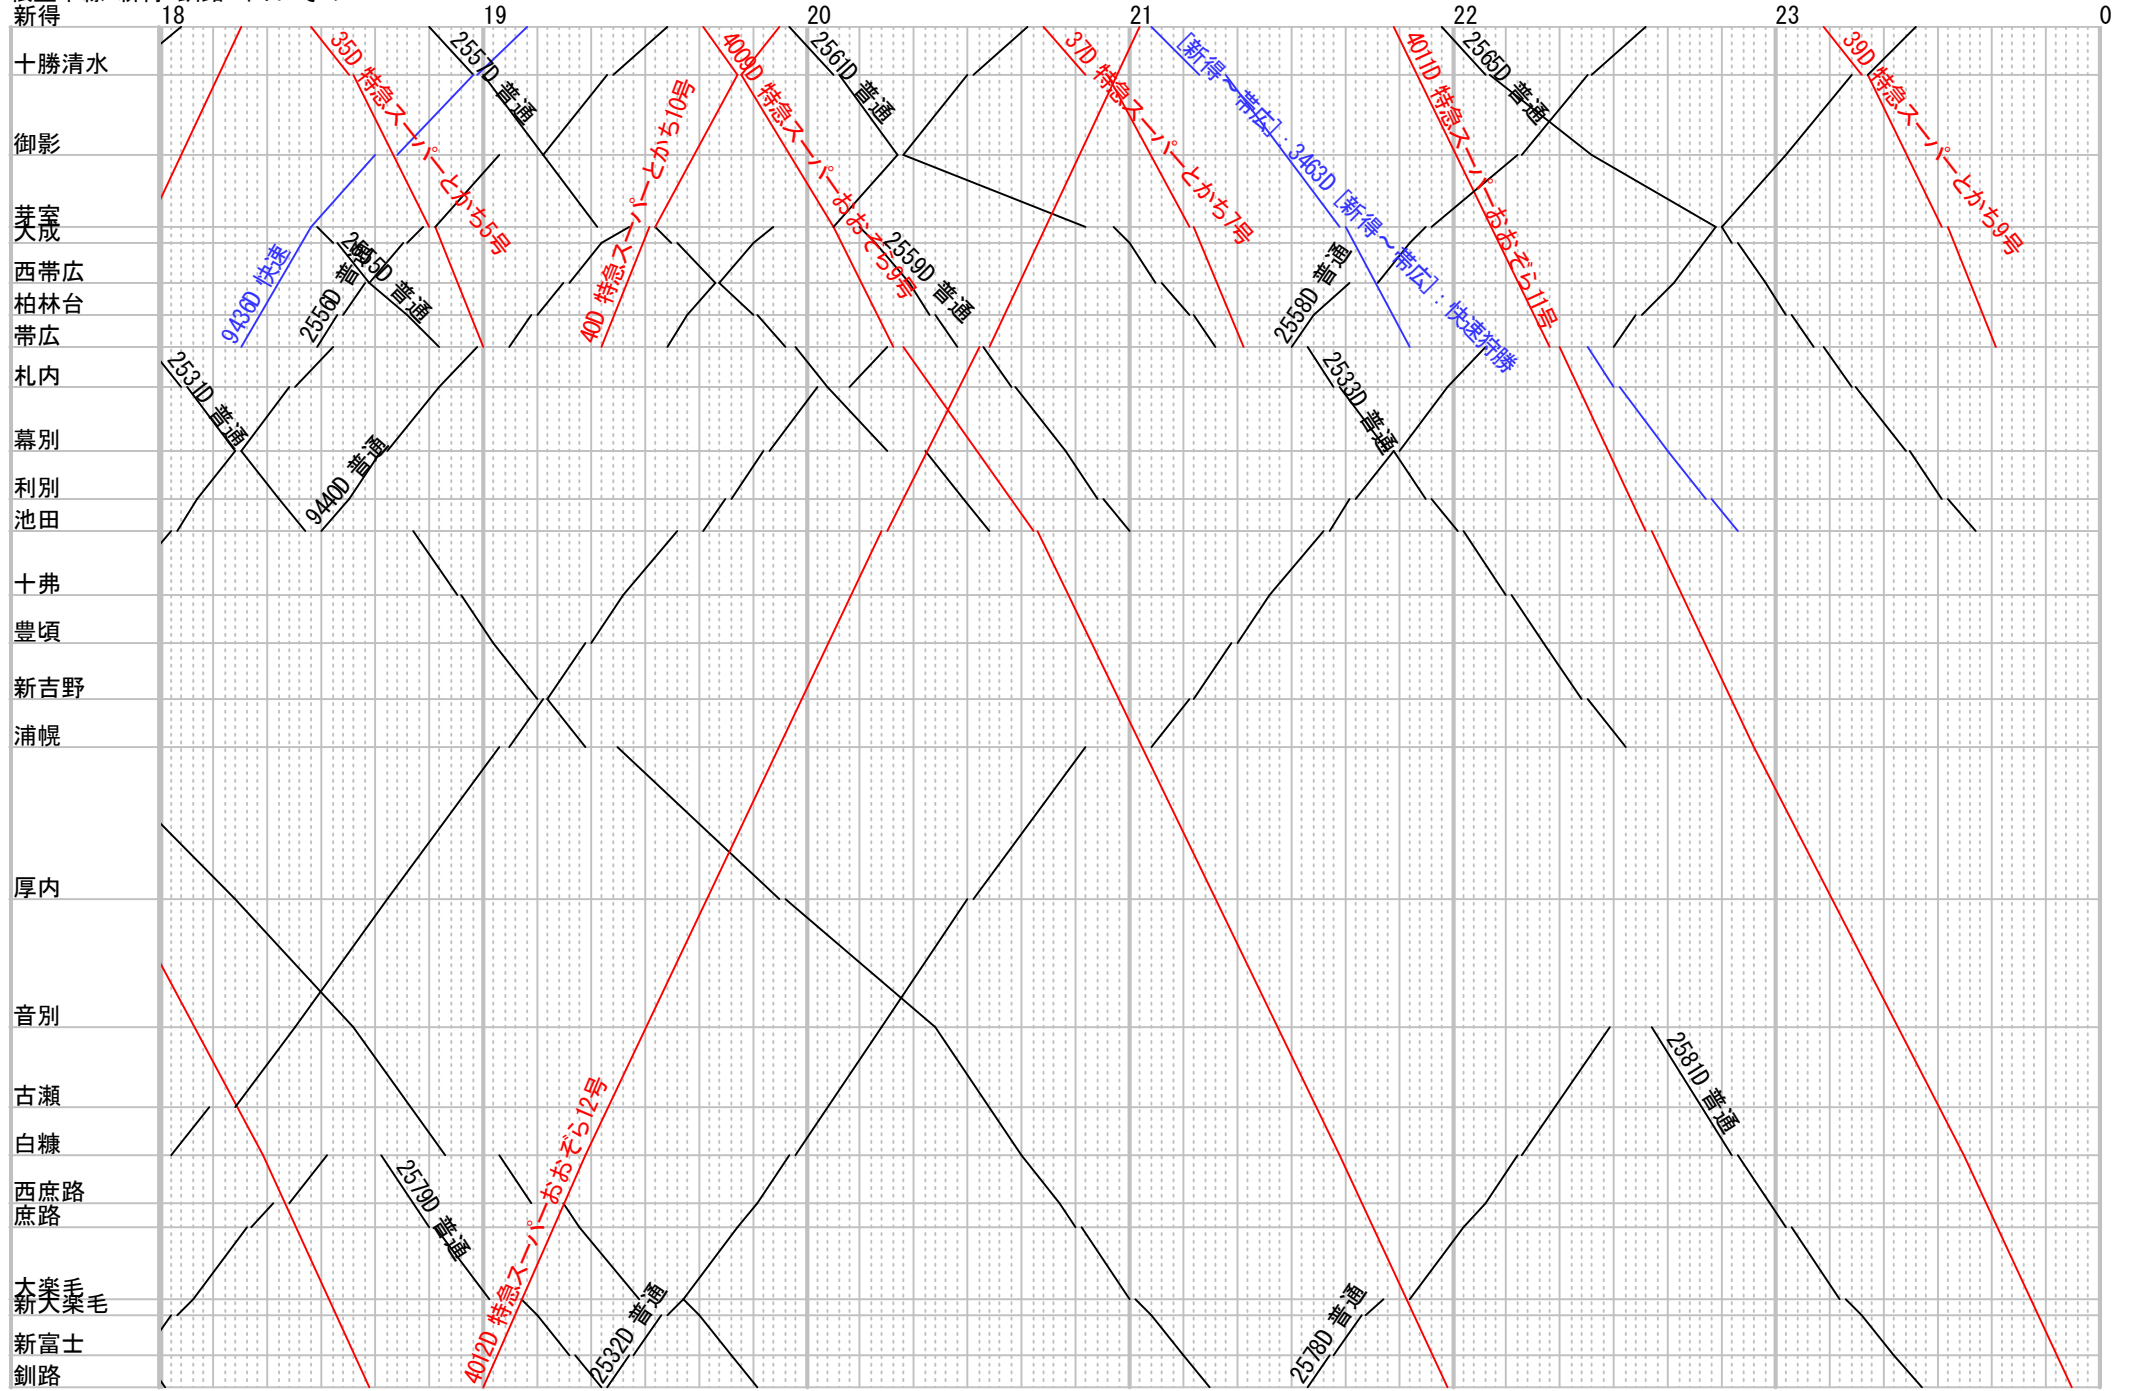 18 19 20 21 22 23 0
新得
十勝清水
御影
芽室
大成
西帯広
柏林台
帯広
札内
幕別
利別
池田
十弗
豊頃
新吉野
浦幌
厚内
音別
古瀬
白糠
西庶路
庶路
大楽毛
新大楽毛
新富士
釧路
35D 特急スーパーとかち5号
2557D 普通
4009D 特急スーパーおおぞら9号
2561D 普通
37D 特急スーパーとかち7号
[新得～帯広]：3463D [新得～帯広]：快速狩勝
4011D 特急スーパーおおぞら11号
2565D 普通
39D 特急スーパーとかち9号
40D 特急スーパーとかち10号
9436D 快速
2556D 普通
2555D 普通
2559D 普通
2558D 普通
2531D 普通
9440D 普通
2533D 普通
2581D 普通
2579D 普通
4012D 特急スーパーおおぞら12号
2532D 普通
2578D 普通